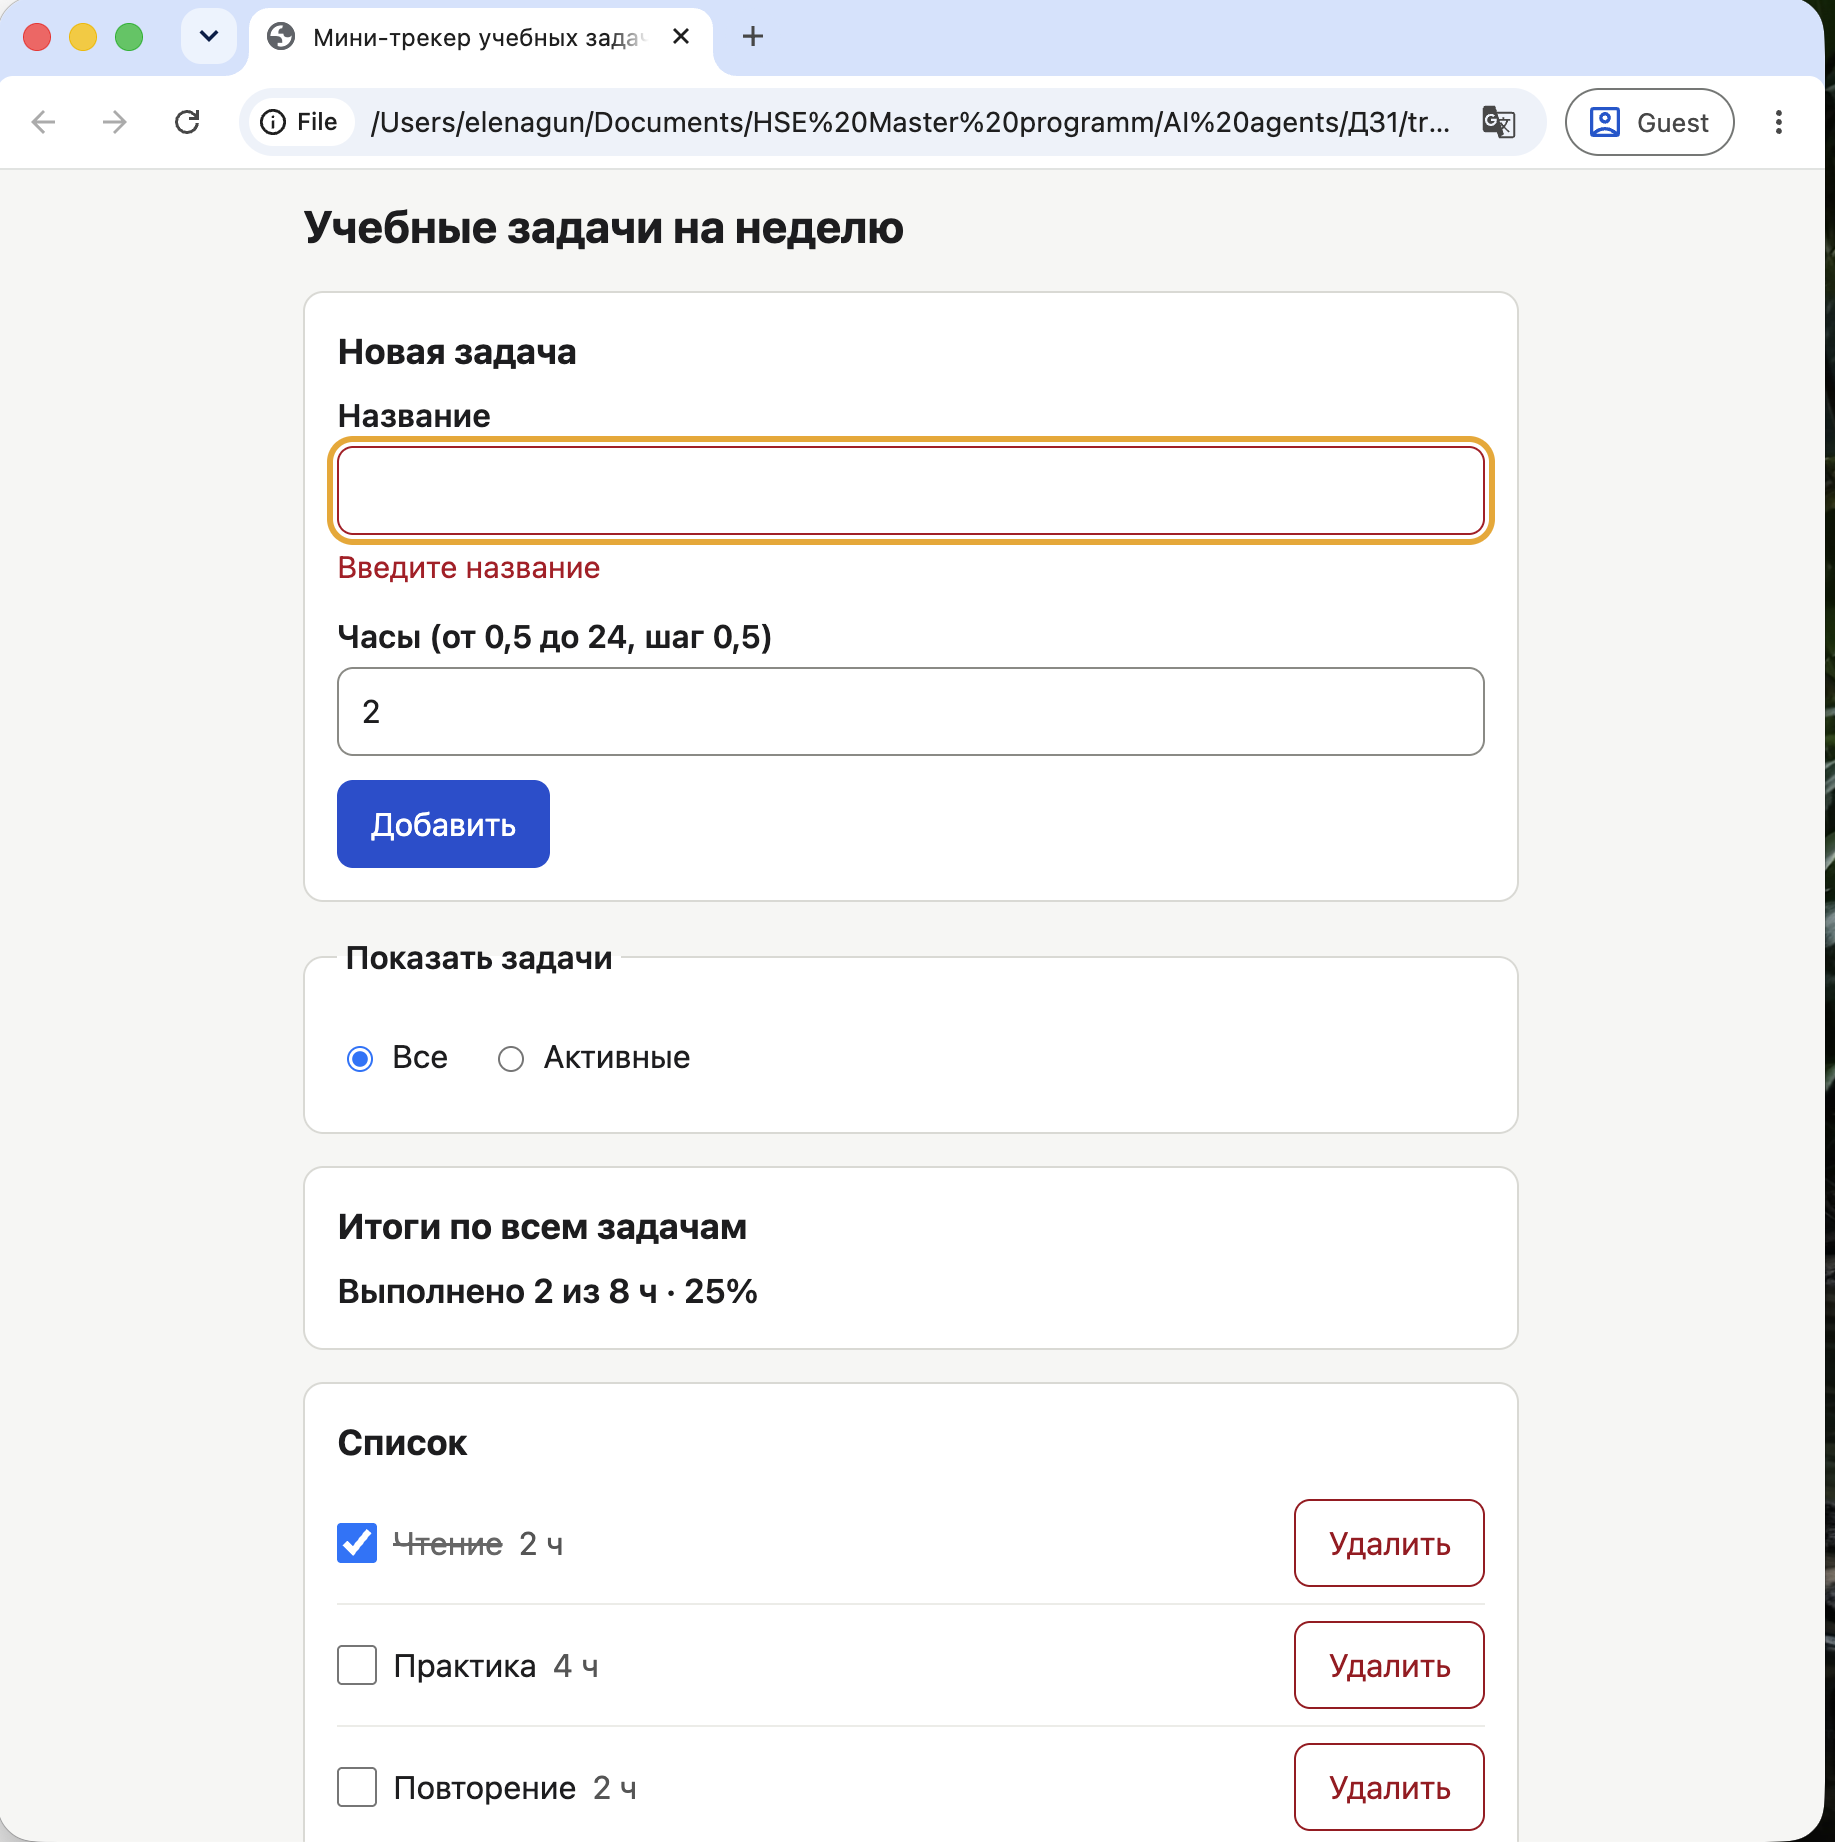 Мини-трекер учебных зада
File
/Users/elenagun/Documents/HSE%20Master%20programm/AI%20agents/ДЗ1/tr...
Guest
Учебные задачи на неделю
Новая задача
Название
Введите название
Часы (от 0,5 до 24, шаг 0,5)
2
Добавить
Показать задачи
Все Активные
Итоги по всем задачам
Выполнено 2 из 8 ч · 25%
Список
Чтение 2 ч Удалить
Практика 4 ч Удалить
Повторение 2 ч Удалить